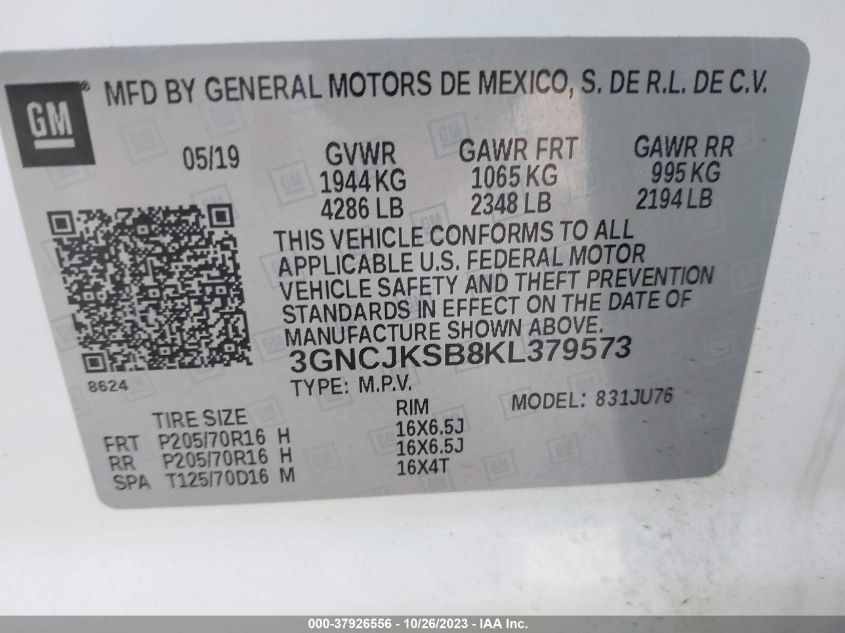 GM
MFD BY GENERAL MOTORS DE MEXICO, S. DE R.L. DE C.V.
05/19 GVWR GAWR FRT GAWR RR
1944 KG 1065 KG 995 KG
4286 LB 2348 LB 2194 LB
THIS VEHICLE CONFORMS TO ALL
APPLICABLE U.S. FEDERAL MOTOR
VEHICLE SAFETY AND THEFT PREVENTION
STANDARDS IN EFFECT ON THE DATE OF
MANUFACTURE SHOWN ABOVE.
3GNCJKSB8KL379573
8624
TYPE: M.P.V. MODEL: 831JU76
TIRE SIZE RIM
FRT P205/70R16 H 16X6.5J
RR P205/70R16 H 16X6.5J
SPA T125/70D16 M 16X4T
000-37926556 - 10/26/2023 - IAA Inc.